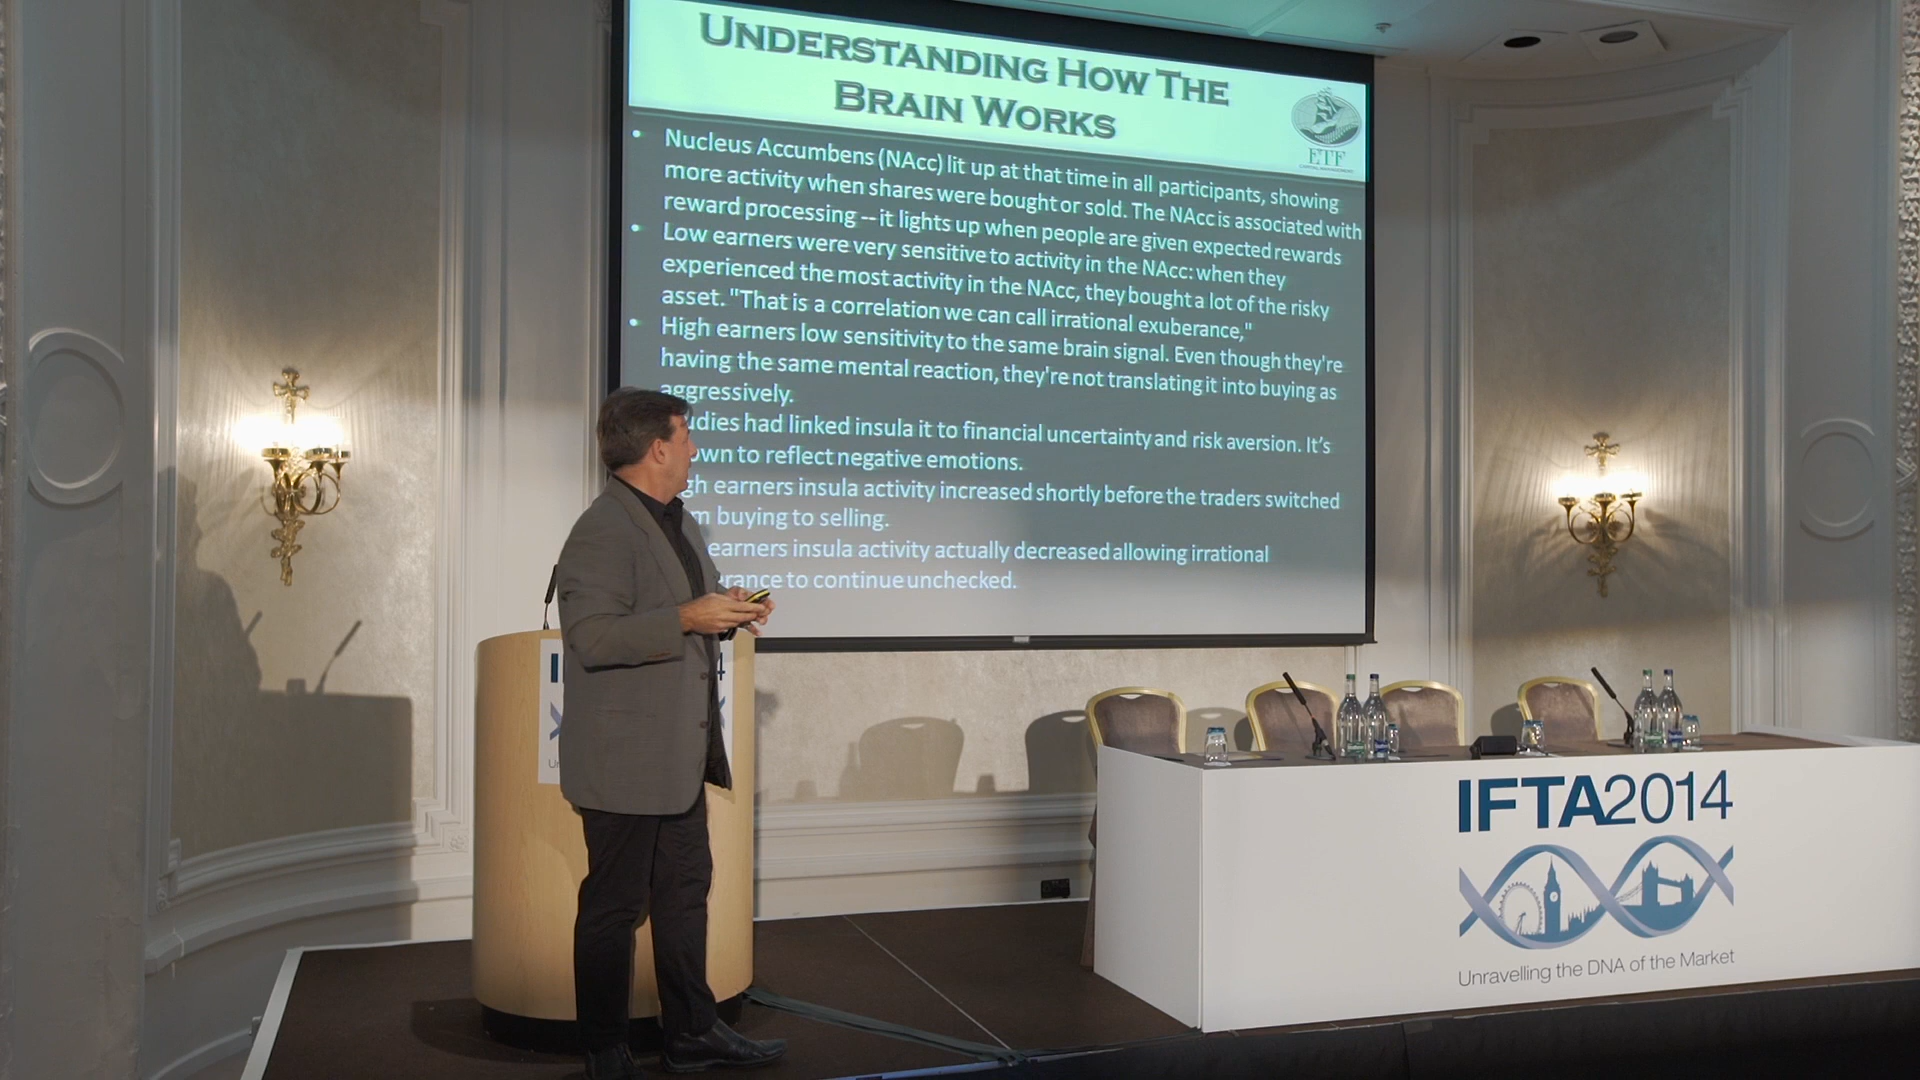 UNDERSTANDING HOW THE
BRAIN WORKS
ETF
CAPITAL MANAGEMENT
• Nucleus Accumbens (NAcc) lit up at that time in all participants, showing
more activity when shares were bought or sold. The NAcc is associated with
reward processing -- it lights up when people are given expected rewards
• Low earners were very sensitive to activity in the NAcc: when they
experienced the most activity in the NAcc, they bought a lot of the risky
asset. "That is a correlation we can call irrational exuberance,"
• High earners low sensitivity to the same brain signal. Even though they're
having the same mental reaction, they're not translating it into buying as
aggressively.
had linked insula it to financial uncertainty and risk aversion. It's
to reflect negative emotions.
earners insula activity increased shortly before the traders switched
buying to selling.
earners insula activity actually decreased allowing irrational
to continue unchecked.
IFTA2014
Unravelling the DNA of the Market